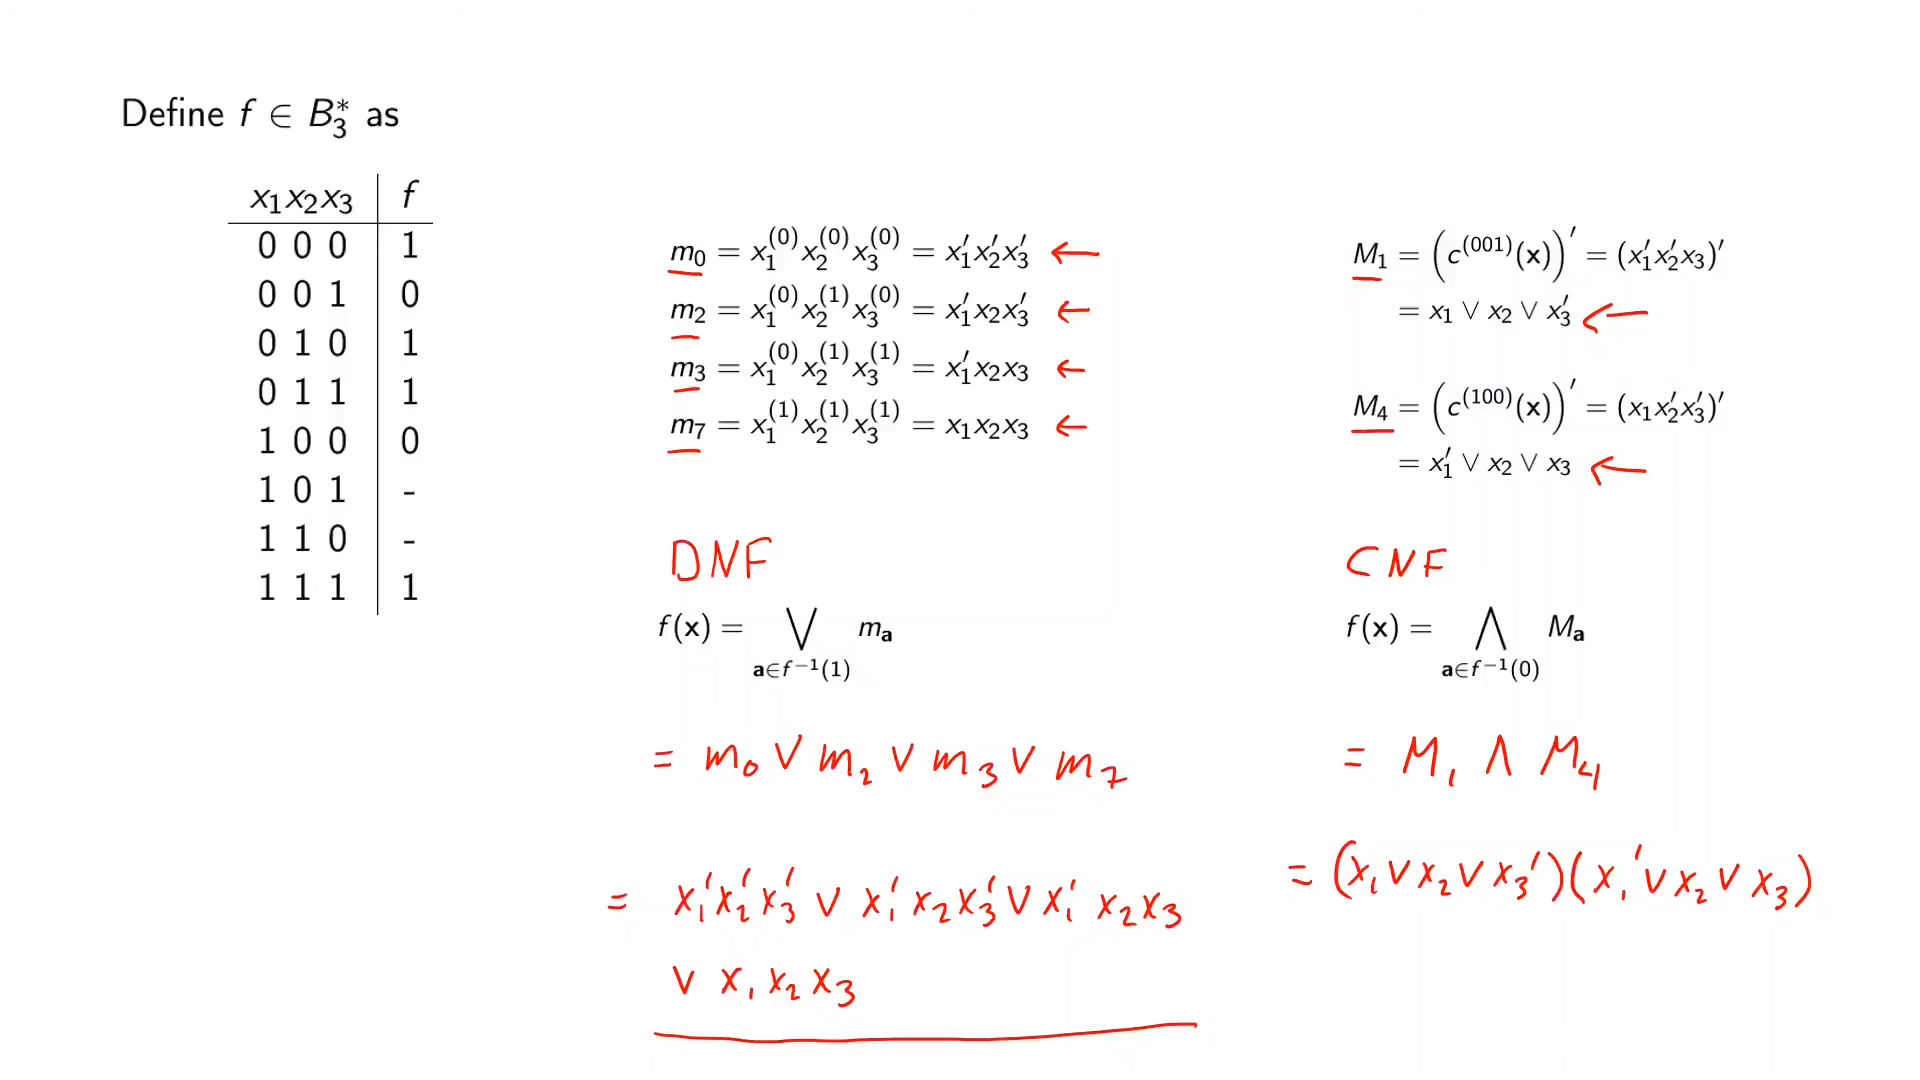 Define f ∈ B₃* as
x₁x₂x₃ f
0 0 0 1
0 0 1 0
0 1 0 1
0 1 1 1
1 0 0 0
1 0 1 -
1 1 0 -
1 1 1 1
m₀ = x₁⁽⁰⁾x₂⁽⁰⁾x₃⁽⁰⁾ = x₁′x₂′x₃′ ←
m₂ = x₁⁽⁰⁾x₂⁽¹⁾x₃⁽⁰⁾ = x₁′x₂x₃′ ←
m₃ = x₁⁽⁰⁾x₂⁽¹⁾x₃⁽¹⁾ = x₁′x₂x₃ ←
m₇ = x₁⁽¹⁾x₂⁽¹⁾x₃⁽¹⁾ = x₁x₂x₃ ←
DNF
f(x) = ⋁ mₐ
a∈f⁻¹(1)
= m₀ ∨ m₂ ∨ m₃ ∨ m₇
= x₁′x₂′x₃′ ∨ x₁′x₂x₃′ ∨ x₁′x₂x₃
∨ x₁x₂x₃
M₁ = (c⁽⁰⁰¹⁾(x))′ = (x₁′x₂′x₃)′
= x₁ ∨ x₂ ∨ x₃′ ←
M₄ = (c⁽¹⁰⁰⁾(x))′ = (x₁x₂′x₃′)′
= x₁′ ∨ x₂ ∨ x₃ ←
CNF
f(x) = ⋀ Mₐ
a∈f⁻¹(0)
= M₁ ∧ M₄
= (x₁ ∨ x₂ ∨ x₃′)(x₁′ ∨ x₂ ∨ x₃)